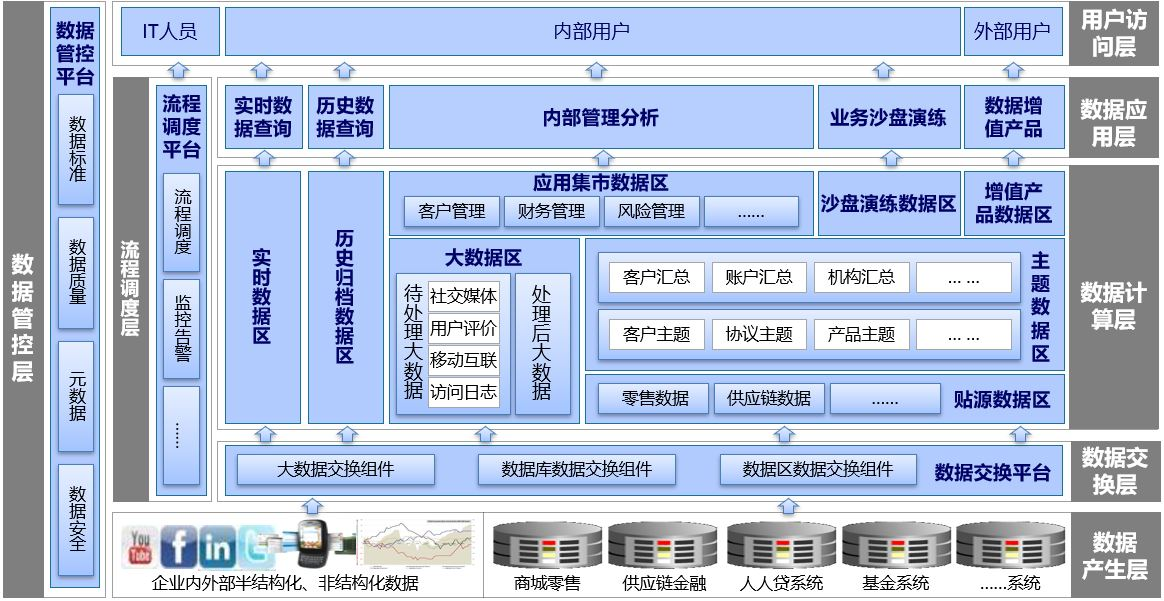 数据管控层
数据
管控
平台
数据标准
数据质量
元数据
数据安全
IT人员
内部用户
外部用户
用户访
问层
流程调度层
流程
调度
平台
流程调度
监控告警
......
实时数
据查询
历史数
据查询
内部管理分析
业务沙盘演练
数据增
值产品
数据应
用层
实时数据区
历史归档数据区
应用集市数据区
客户管理
财务管理
风险管理
......
沙盘演练数据区
增值产
品数据区
大数据区
待处理大数据
社交媒体
用户评价
移动互联
访问日志
处理后大数据
客户汇总
账户汇总
机构汇总
... ...
客户主题
协议主题
产品主题
... ...
主题数据区
零售数据
供应链数据
......
贴源数据区
数据计
算层
大数据交换组件
数据库数据交换组件
数据区数据交换组件
数据交换平台
数据交
换层
You
Tube
f
in
t
企业内外部半结构化、非结构化数据
商城零售
供应链金融
人人贷系统
基金系统
......系统
数据
产生层